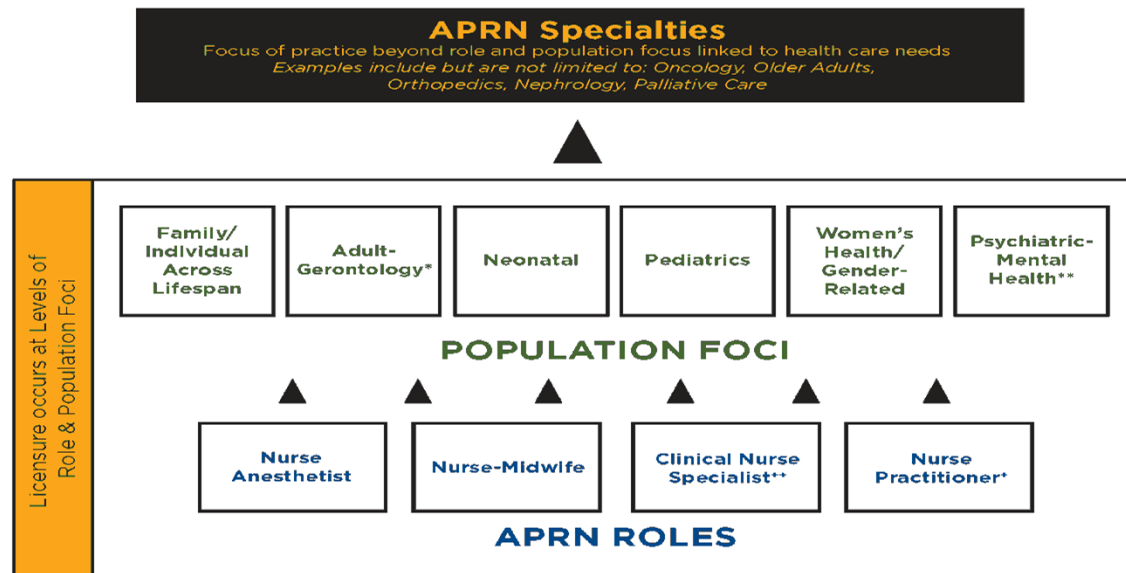 APRN Specialties
Focus of practice beyond role and population focus linked to health care needs
Examples include but are not limited to: Oncology, Older Adults,
Orthopedics, Nephrology, Palliative Care
Licensure occurs at Levels of
Role & Population Foci
Family/
Individual
Across
Lifespan
Adult-
Gerontology*
Neonatal
Pediatrics
Women's
Health/
Gender-
Related
Psychiatric-
Mental
Health**
POPULATION FOCI
Nurse
Anesthetist
Nurse-Midwife
Clinical Nurse
Specialist⁺⁺
Nurse
Practitioner⁺
APRN ROLES